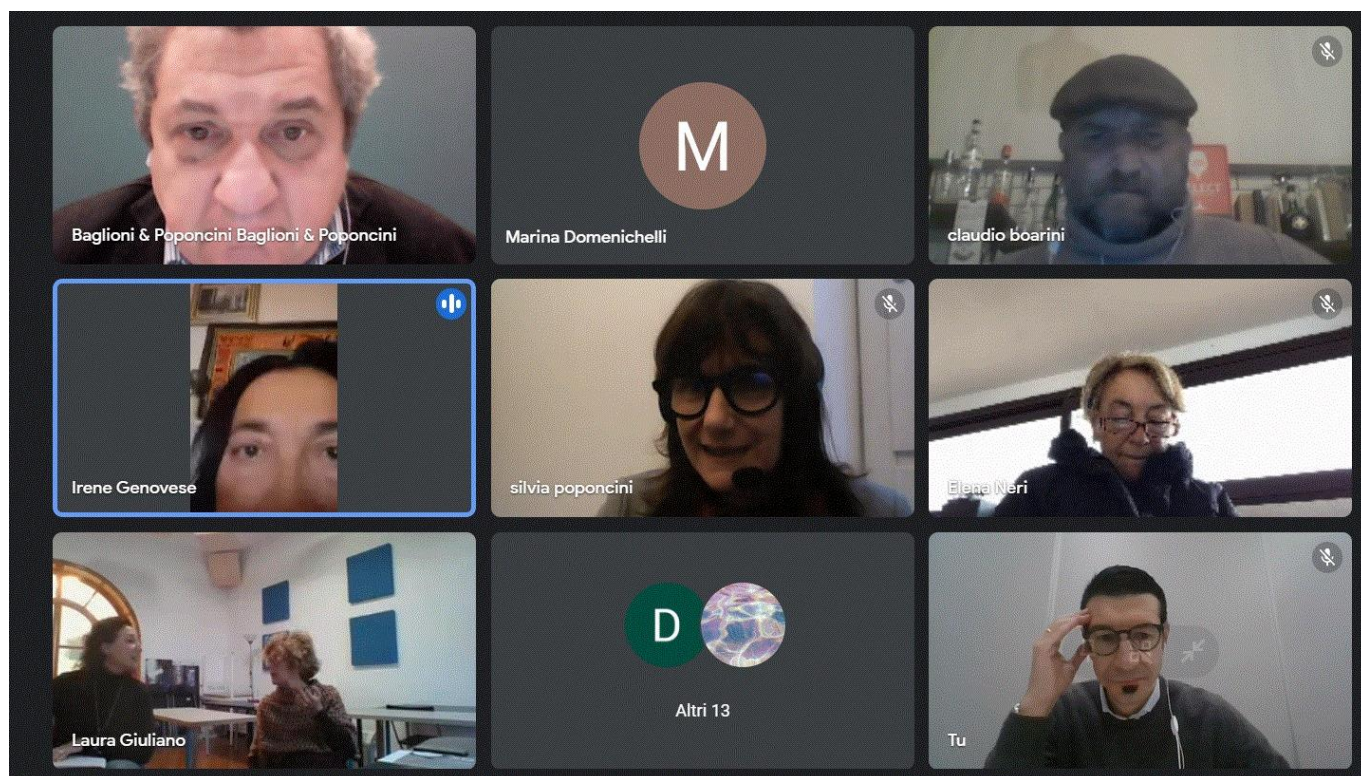 Baglioni & Poponcini Baglioni & Poponcini
M
Marina Domenichelli
claudio boarini
Irene Genovese
silvia poponcini
Elena Neri
Laura Giuliano
D
Altri 13
Tu